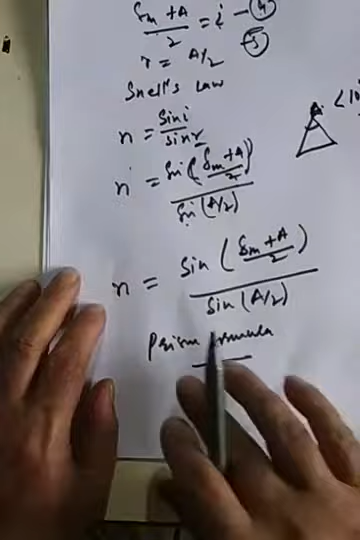 δm + A / 2 = i — ④
r = A/2 ⑤
Snell's Law
n = sin i / sin r
n = sin (δm + A / 2) / sin (A/2)
A < 10
n = sin (δm + A / 2) / sin (A/2)
Prism formula